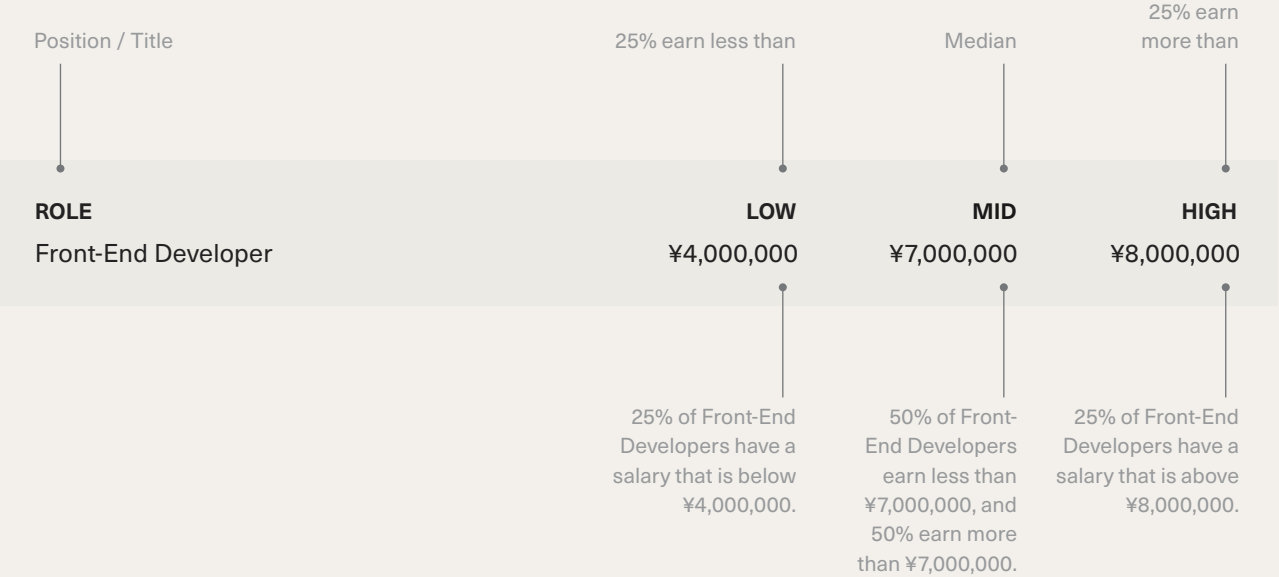 Position / Title
25% earn less than
Median
25% earn
more than
ROLE
LOW
MID
HIGH
Front-End Developer
¥4,000,000
¥7,000,000
¥8,000,000
25% of Front-End
Developers have a
salary that is below
¥4,000,000.
50% of Front-
End Developers
earn less than
¥7,000,000, and
50% earn more
than ¥7,000,000.
25% of Front-End
Developers have a
salary that is above
¥8,000,000.